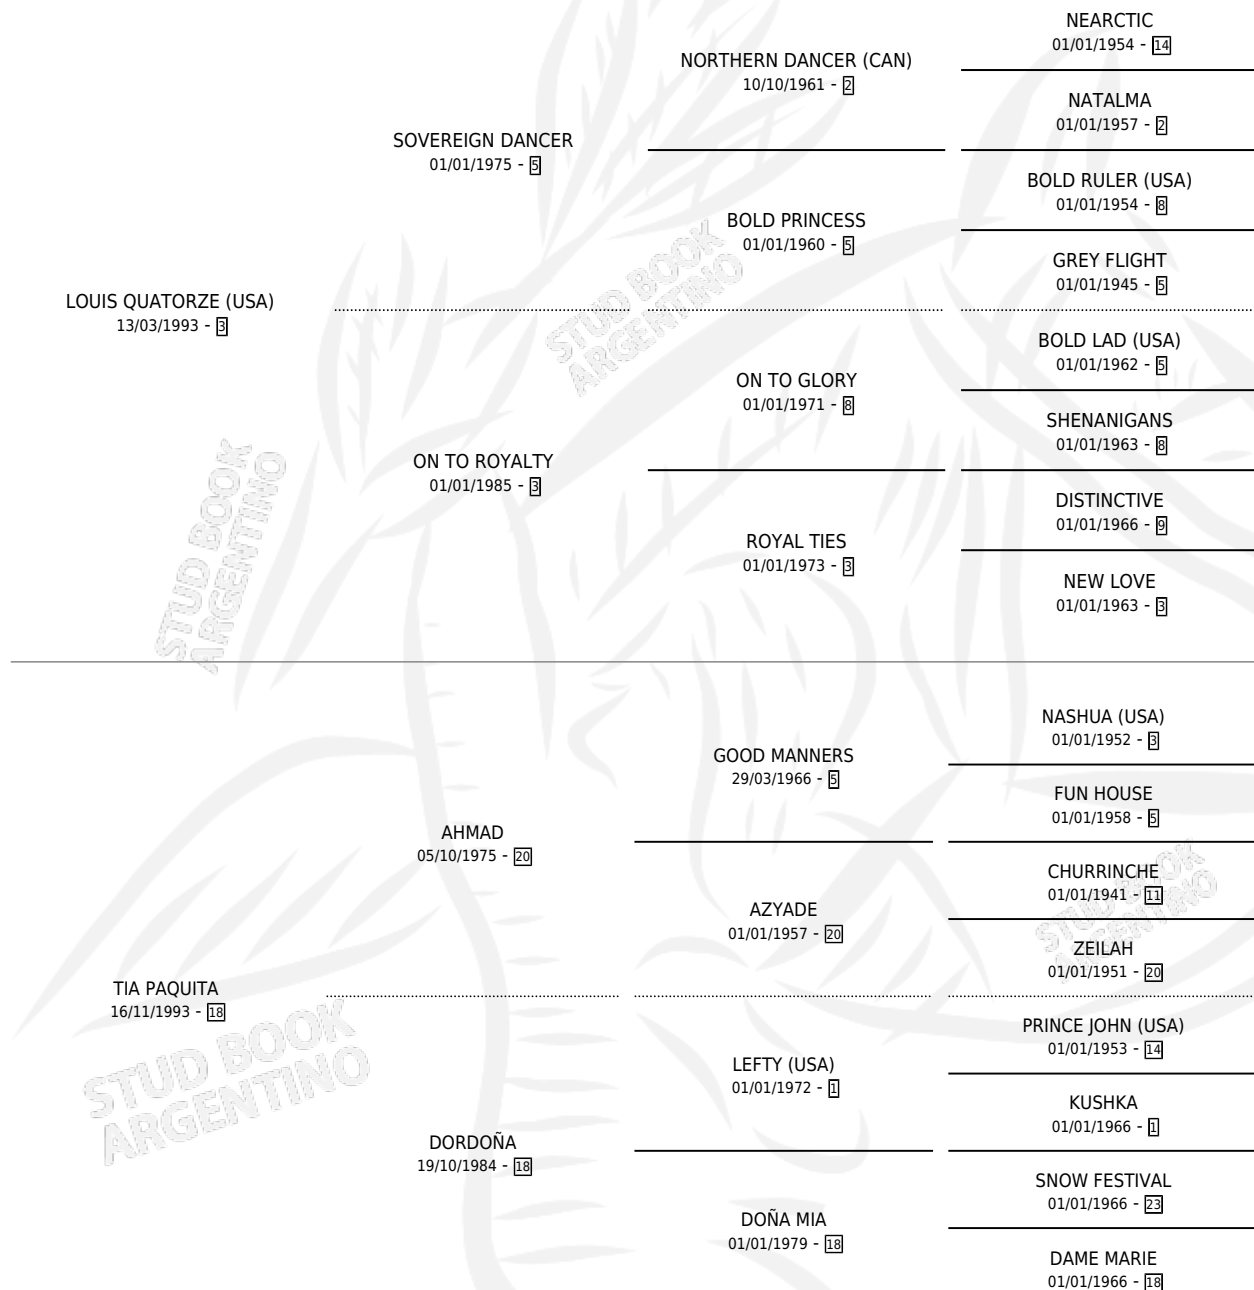 NEARCTIC
01/01/1954 - 14
NORTHERN DANCER (CAN)
10/10/1961 - 2
NATALMA
01/01/1957 - 2
SOVEREIGN DANCER
01/01/1975 - 5
BOLD RULER (USA)
01/01/1954 - 8
BOLD PRINCESS
01/01/1960 - 5
GREY FLIGHT
01/01/1945 - 5
LOUIS QUATORZE (USA)
13/03/1993 - 3
BOLD LAD (USA)
01/01/1962 - 5
ON TO GLORY
01/01/1971 - 8
SHENANIGANS
01/01/1963 - 8
ON TO ROYALTY
01/01/1985 - 3
DISTINCTIVE
01/01/1966 - 9
ROYAL TIES
01/01/1973 - 3
NEW LOVE
01/01/1963 - 3
NASHUA (USA)
01/01/1952 - 3
GOOD MANNERS
29/03/1966 - 5
FUN HOUSE
01/01/1958 - 5
AHMAD
05/10/1975 - 20
CHURRINCHE
01/01/1941 - 11
AZYADE
01/01/1957 - 20
ZEILAH
01/01/1951 - 20
TIA PAQUITA
16/11/1993 - 18
PRINCE JOHN (USA)
01/01/1953 - 14
LEFTY (USA)
01/01/1972 - 1
KUSHKA
01/01/1966 - 1
DORDOÑA
19/10/1984 - 18
SNOW FESTIVAL
01/01/1966 - 23
DOÑA MIA
01/01/1979 - 18
DAME MARIE
01/01/1966 - 18
STUD BOOK
ARGENTINO
STUD BOOK
ARGENTINO
STUD BOOK
ARGENTINO
STUD BOOK
ARGENTINO